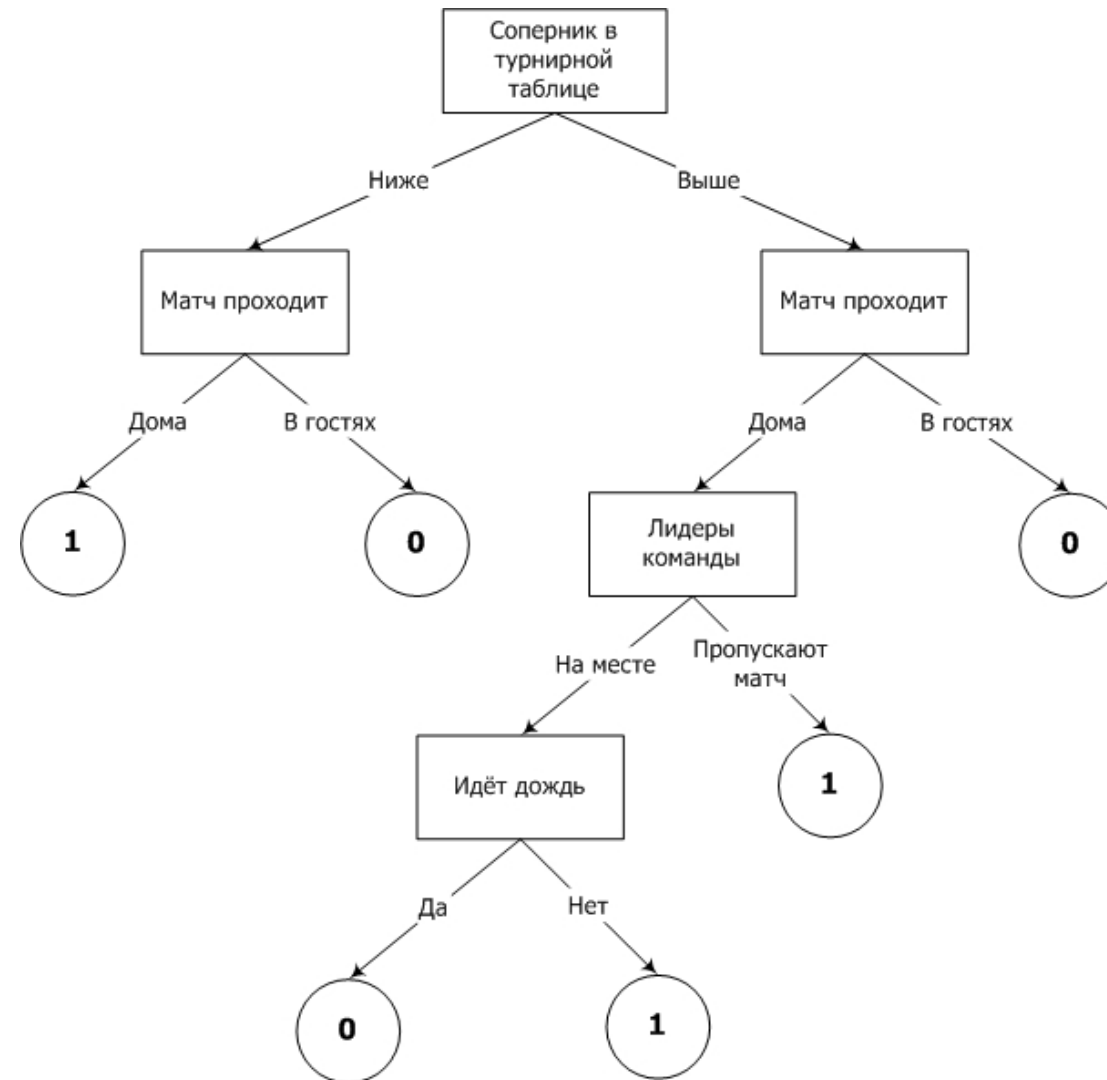 Соперник в
турнирной
таблице
Ниже
Выше
Матч проходит
Матч проходит
Дома
В гостях
Дома
В гостях
1
0
Лидеры
команды
0
На месте
Пропускают
матч
Идёт дождь
1
Да
Нет
0
1